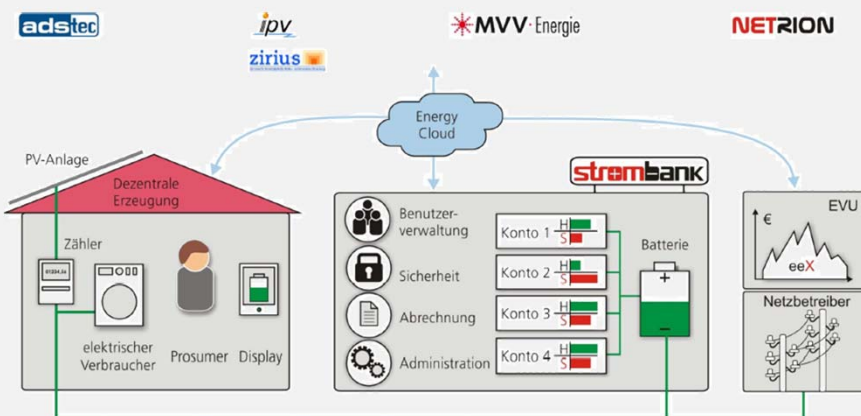 adstec
ipv
zirius
MVV Energie
NETRION
Energy
Cloud
PV-Anlage
Dezentrale
Erzeugung
Zähler
elektrischer
Verbraucher
Prosumer
Display
strombank
Benutzer-
verwaltung
Sicherheit
Abrechnung
Administration
Konto 1
H
S
Konto 2
H
S
Konto 3
H
S
Konto 4
H
S
Batterie
+
–
EVU
€
eeX
Netzbetreiber